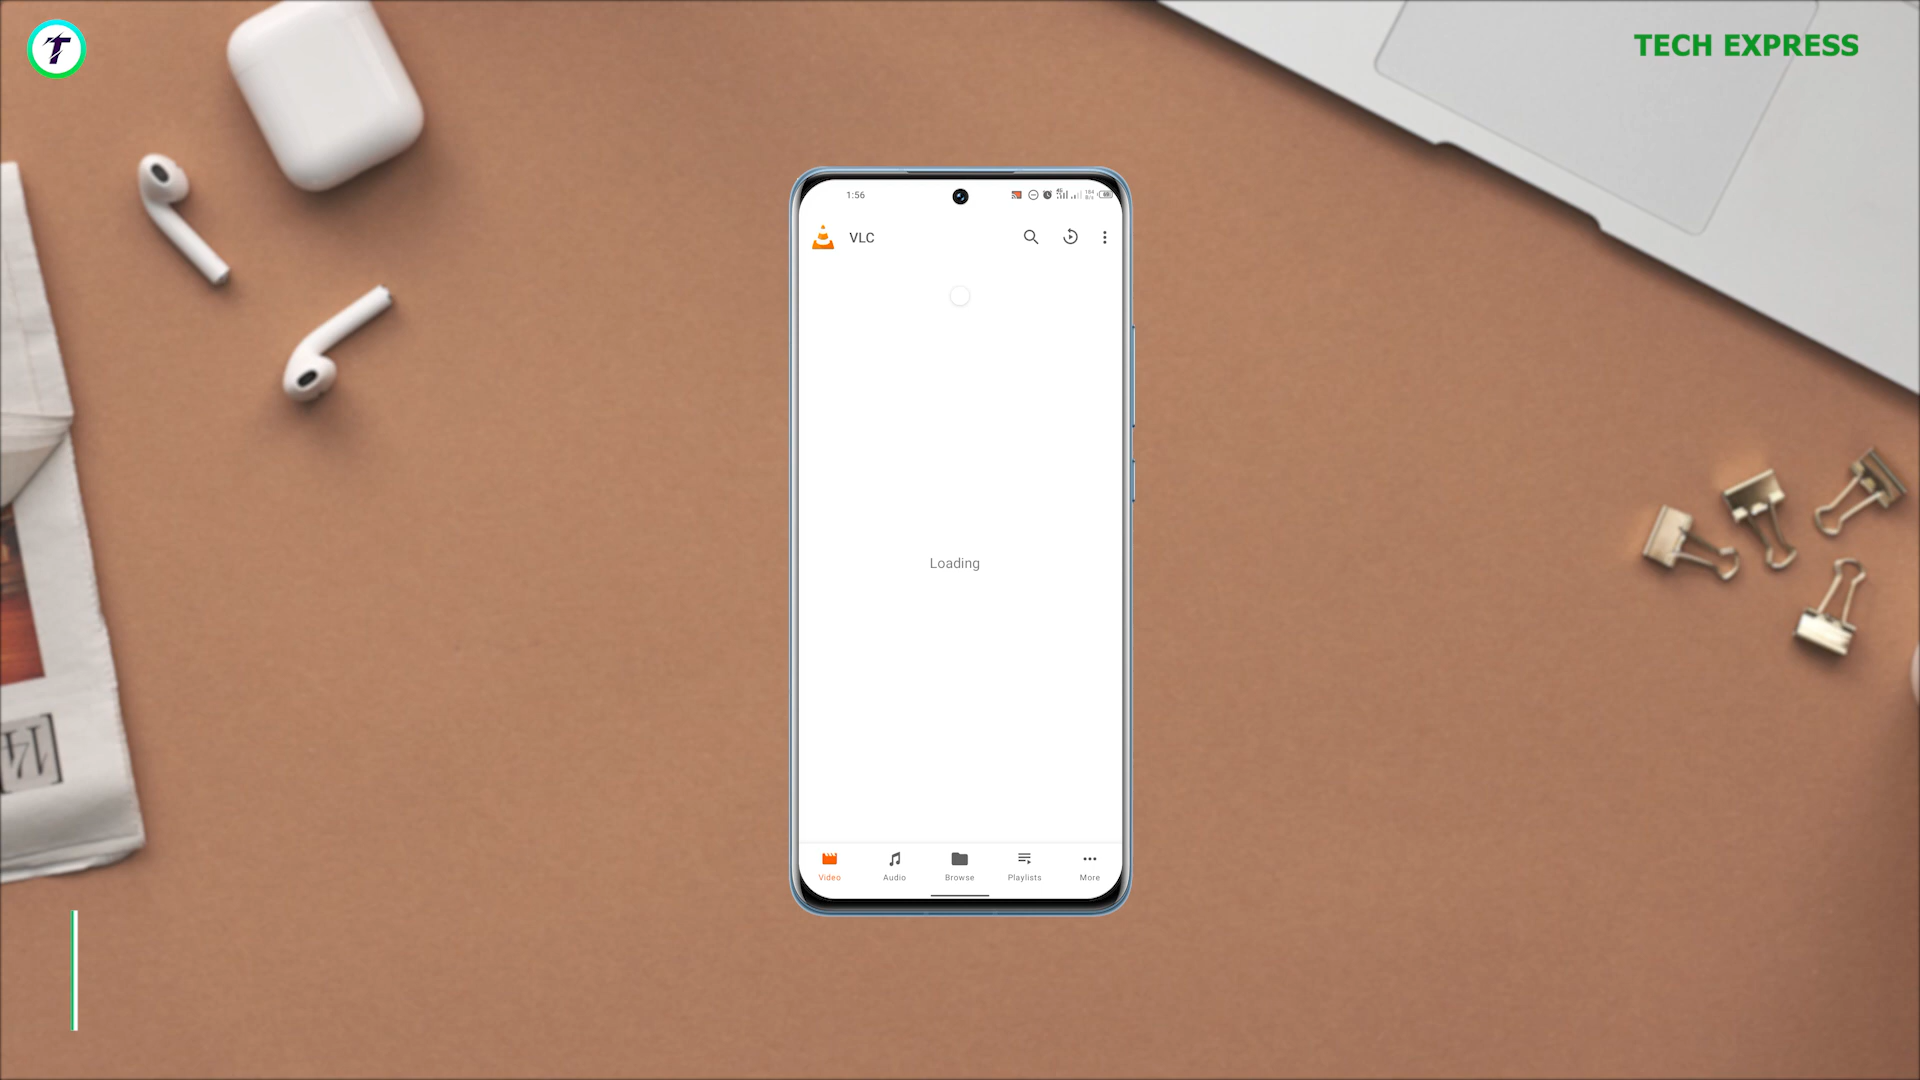 T
TECH EXPRESS
1:56
VLC
Loading
Video
Audio
Browse
Playlists
More